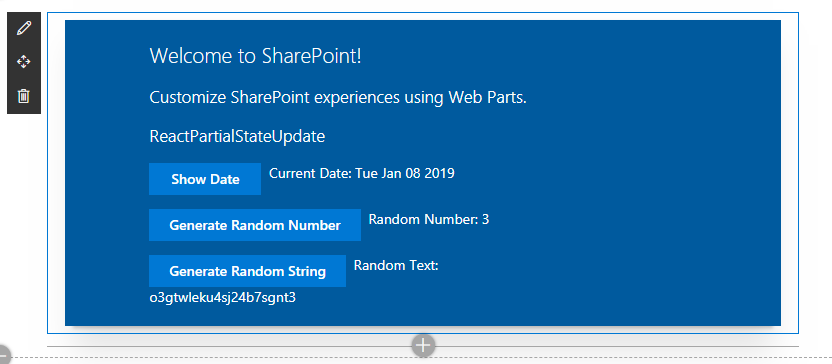 Welcome to SharePoint!
Customize SharePoint experiences using Web Parts.
ReactPartialStateUpdate
Show Date Current Date: Tue Jan 08 2019
Generate Random Number Random Number: 3
Generate Random String Random Text:
o3gtwleku4sj24b7sgnt3